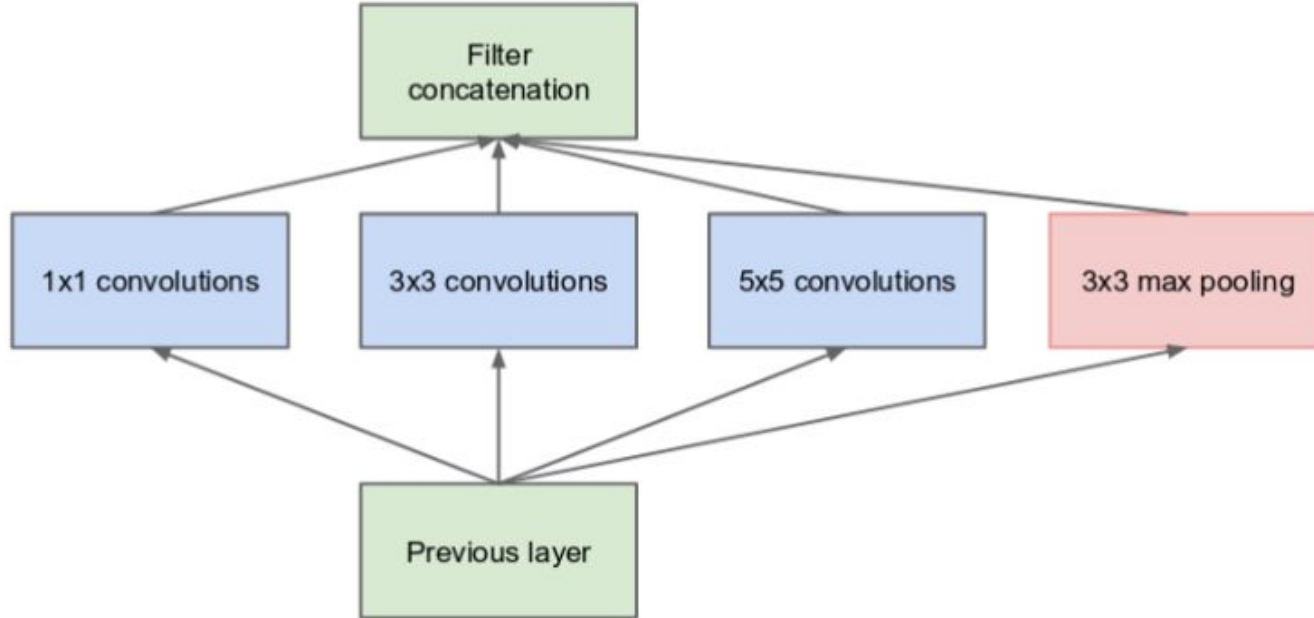 Filter
concatenation
1x1 convolutions
3x3 convolutions
5x5 convolutions
3x3 max pooling
Previous layer